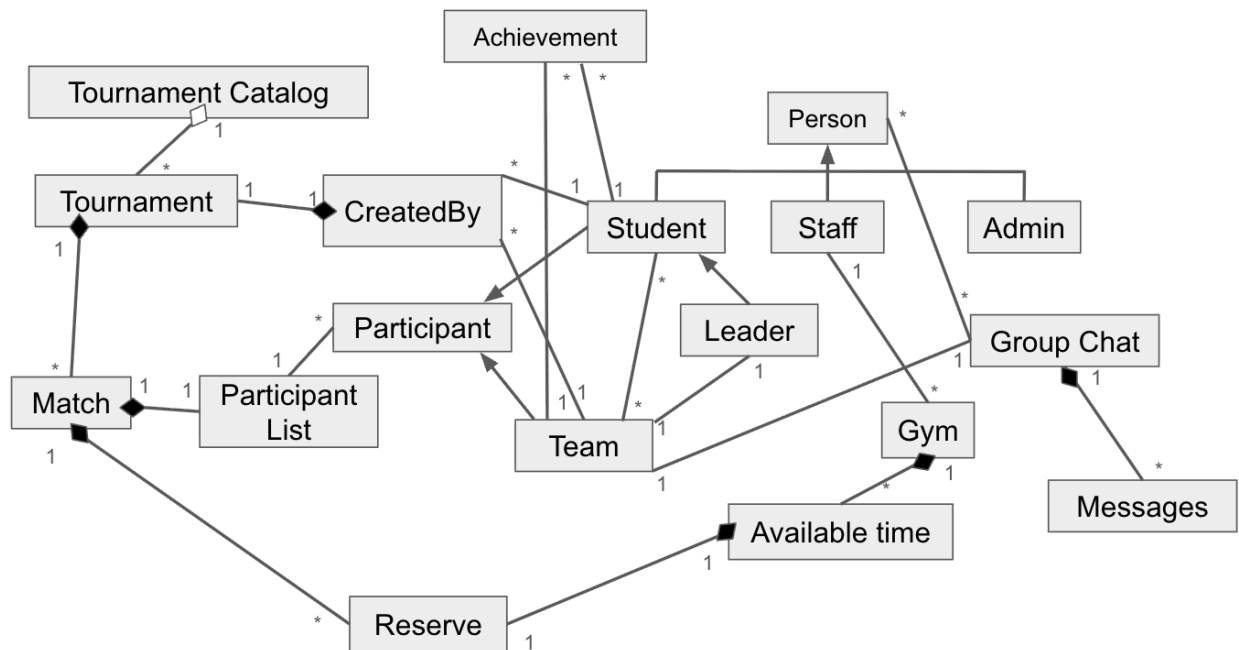 Achievement
* *
Tournament Catalog
1
Person
*
*
Tournament
1
1
CreatedBy
*
*
1
1
Student
Staff
Admin
1
1
*
*
Participant
*
Leader
1
Group Chat
1
1
*
Match
1
1
1
Participant
List
1
1
*
1
Team
1
1
*
Gym
1
*
*
Messages
1
Available time
1
*
Reserve
1